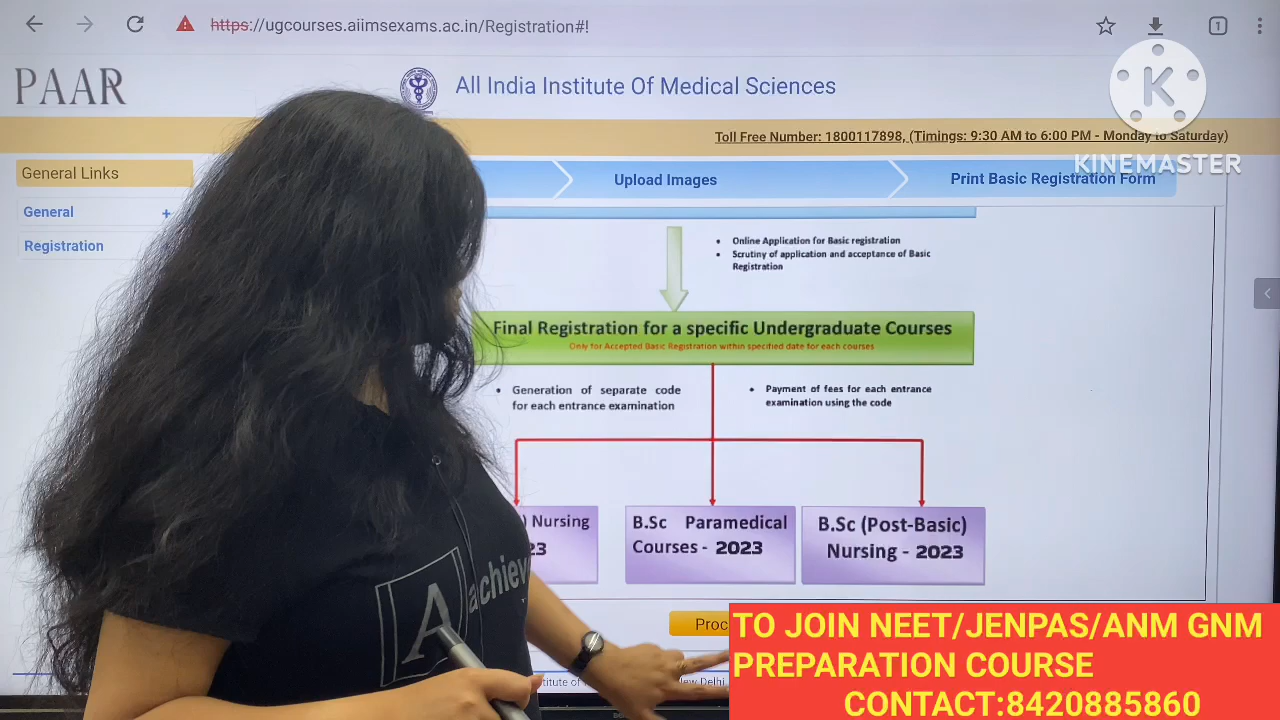 https://ugcourses.aiimsexams.ac.in/Registration#!
1
PAAR
All India Institute Of Medical Sciences
K
KINEMASTER
Toll Free Number: 1800117898, (Timings: 9:30 AM to 6:00 PM - Monday to Saturday)
General Links
Upload Images
Print Basic Registration Form
General +
Registration
• Online Application for Basic registration
• Scrutiny of application and acceptance of Basic
Registration
Final Registration for a specific Undergraduate Courses
Only for Accepted Basic Registration within specified date for each courses
• Generation of separate code
for each entrance examination
• Payment of fees for each entrance
examination using the code
) Nursing
23
B.Sc Paramedical
Courses - 2023
B.Sc (Post-Basic)
Nursing - 2023
A achieve
Proc
TO JOIN NEET/JENPAS/ANM GNM
PREPARATION COURSE
CONTACT:8420885860